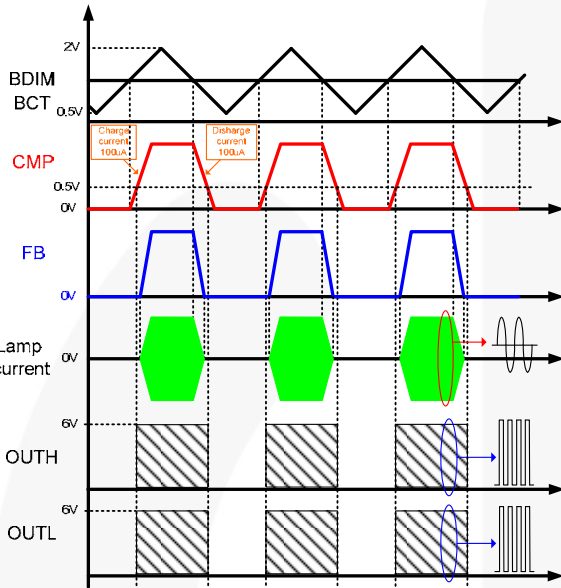 2V
BDIM
BCT
0.5V
Charge
current
100uA
Disharge
current
100uA
CMP
0.5V
0V
FB
0V
Lamp
current
0V
6V
OUTH
6V
OUTL